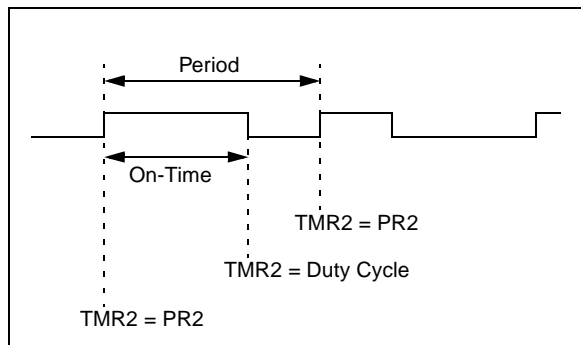 Period
On-Time
TMR2 = PR2
TMR2 = Duty Cycle
TMR2 = PR2